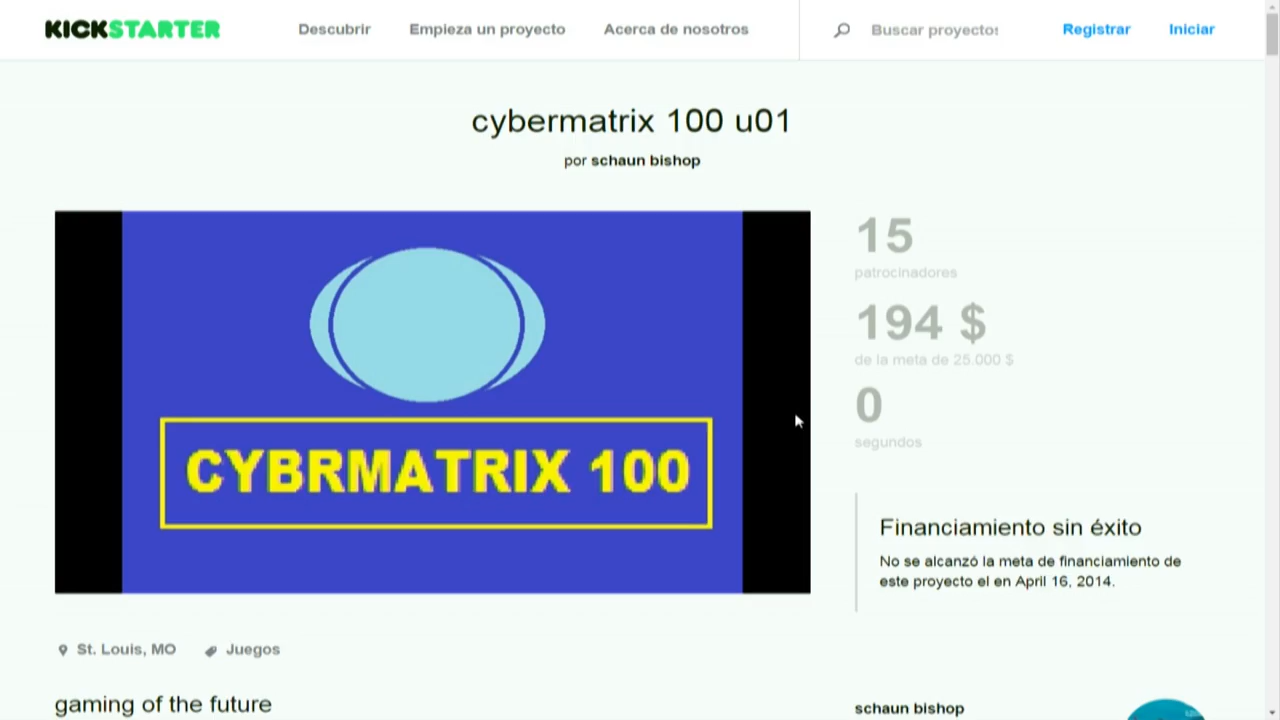 KICKSTARTER
Descubrir
Empieza un proyecto
Acerca de nosotros
Buscar proyectos
Registrar
Iniciar
cybermatrix 100 u01
por schaun bishop
CYBRMATRIX 100
15
patrocinadores
194 $
de la meta de 25.000 $
0
segundos
Financiamiento sin éxito
No se alcanzó la meta de financiamiento de
este proyecto el en April 16, 2014.
St. Louis, MO
Juegos
gaming of the future
schaun bishop